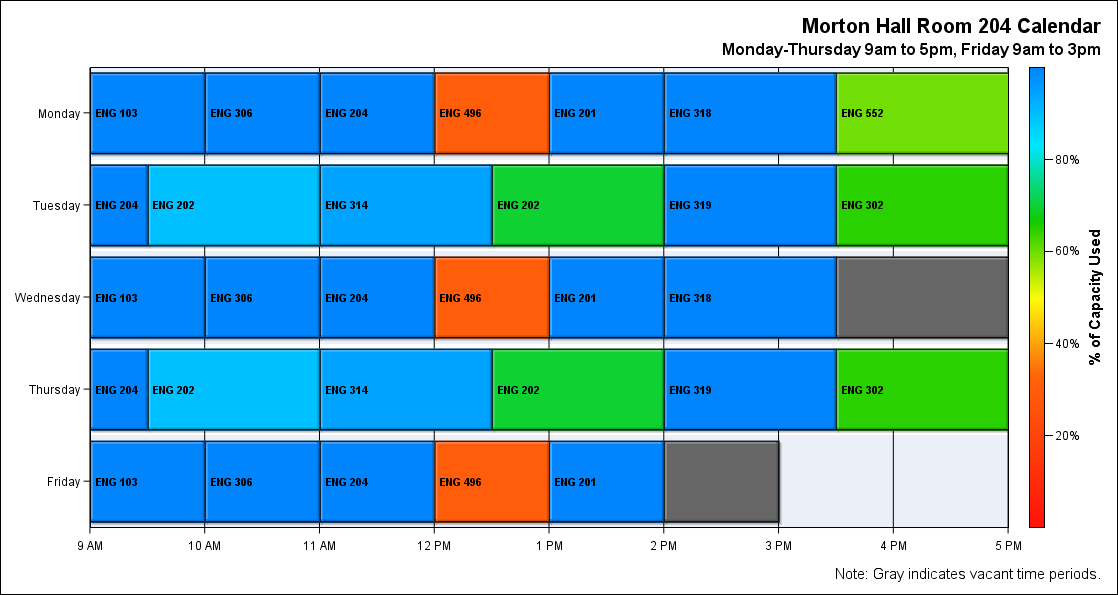 Morton Hall Room 204 Calendar
Monday-Thursday 9am to 5pm, Friday 9am to 3pm
Monday ENG 103 ENG 306 ENG 204 ENG 496 ENG 201 ENG 318 ENG 552
Tuesday ENG 204 ENG 202 ENG 314 ENG 202 ENG 319 ENG 302
Wednesday ENG 103 ENG 306 ENG 204 ENG 496 ENG 201 ENG 318
Thursday ENG 204 ENG 202 ENG 314 ENG 202 ENG 319 ENG 302
Friday ENG 103 ENG 306 ENG 204 ENG 496 ENG 201
9 AM 10 AM 11 AM 12 PM 1 PM 2 PM 3 PM 4 PM 5 PM
80%
60%
40%
20%
% of Capacity Used
Note: Gray indicates vacant time periods.